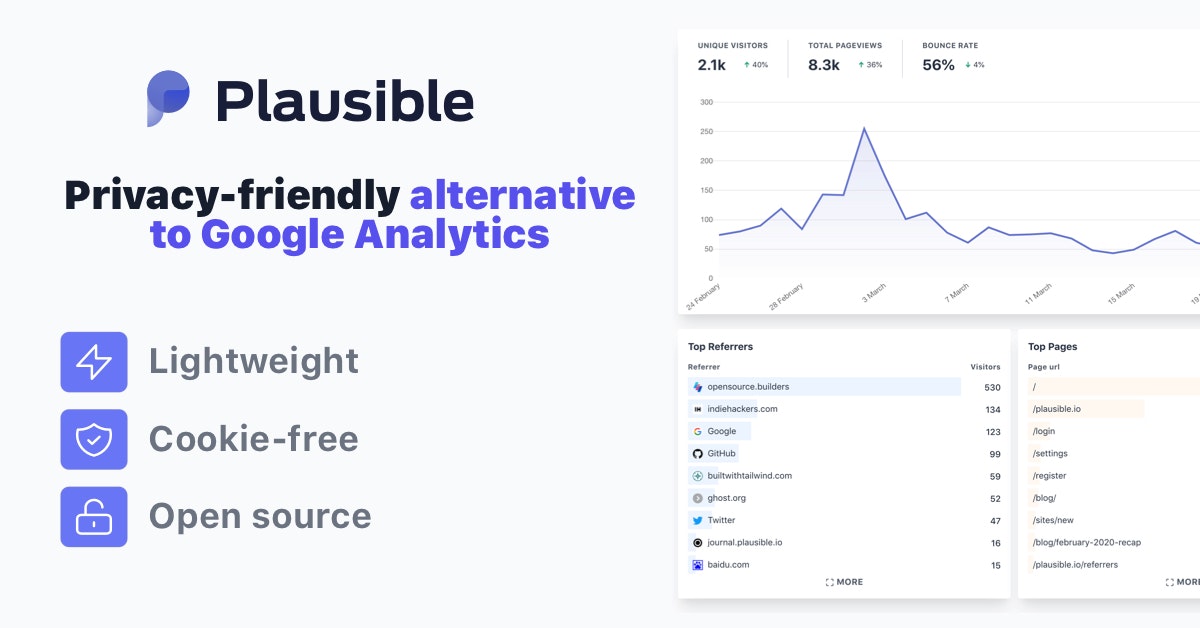 Plausible
Privacy-friendly alternative
to Google Analytics
Lightweight
Cookie-free
Open source
UNIQUE VISITORS
2.1k ↑ 40%
TOTAL PAGEVIEWS
8.3k ↑ 36%
BOUNCE RATE
56% ↓ 4%
300
250
200
150
100
50
0
24 February
28 February
3 March
7 March
11 March
15 March
19
Top Referrers
Referrer Visitors
opensource.builders 530
IH indiehackers.com 134
Google 123
GitHub 99
builtwithtailwind.com 59
ghost.org 52
Twitter 47
journal.plausible.io 16
baidu.com 15
MORE
Top Pages
Page url
/
/plausible.io
/login
/settings
/register
/blog/
/sites/new
/blog/february-2020-recap
/plausible.io/referrers
MORE